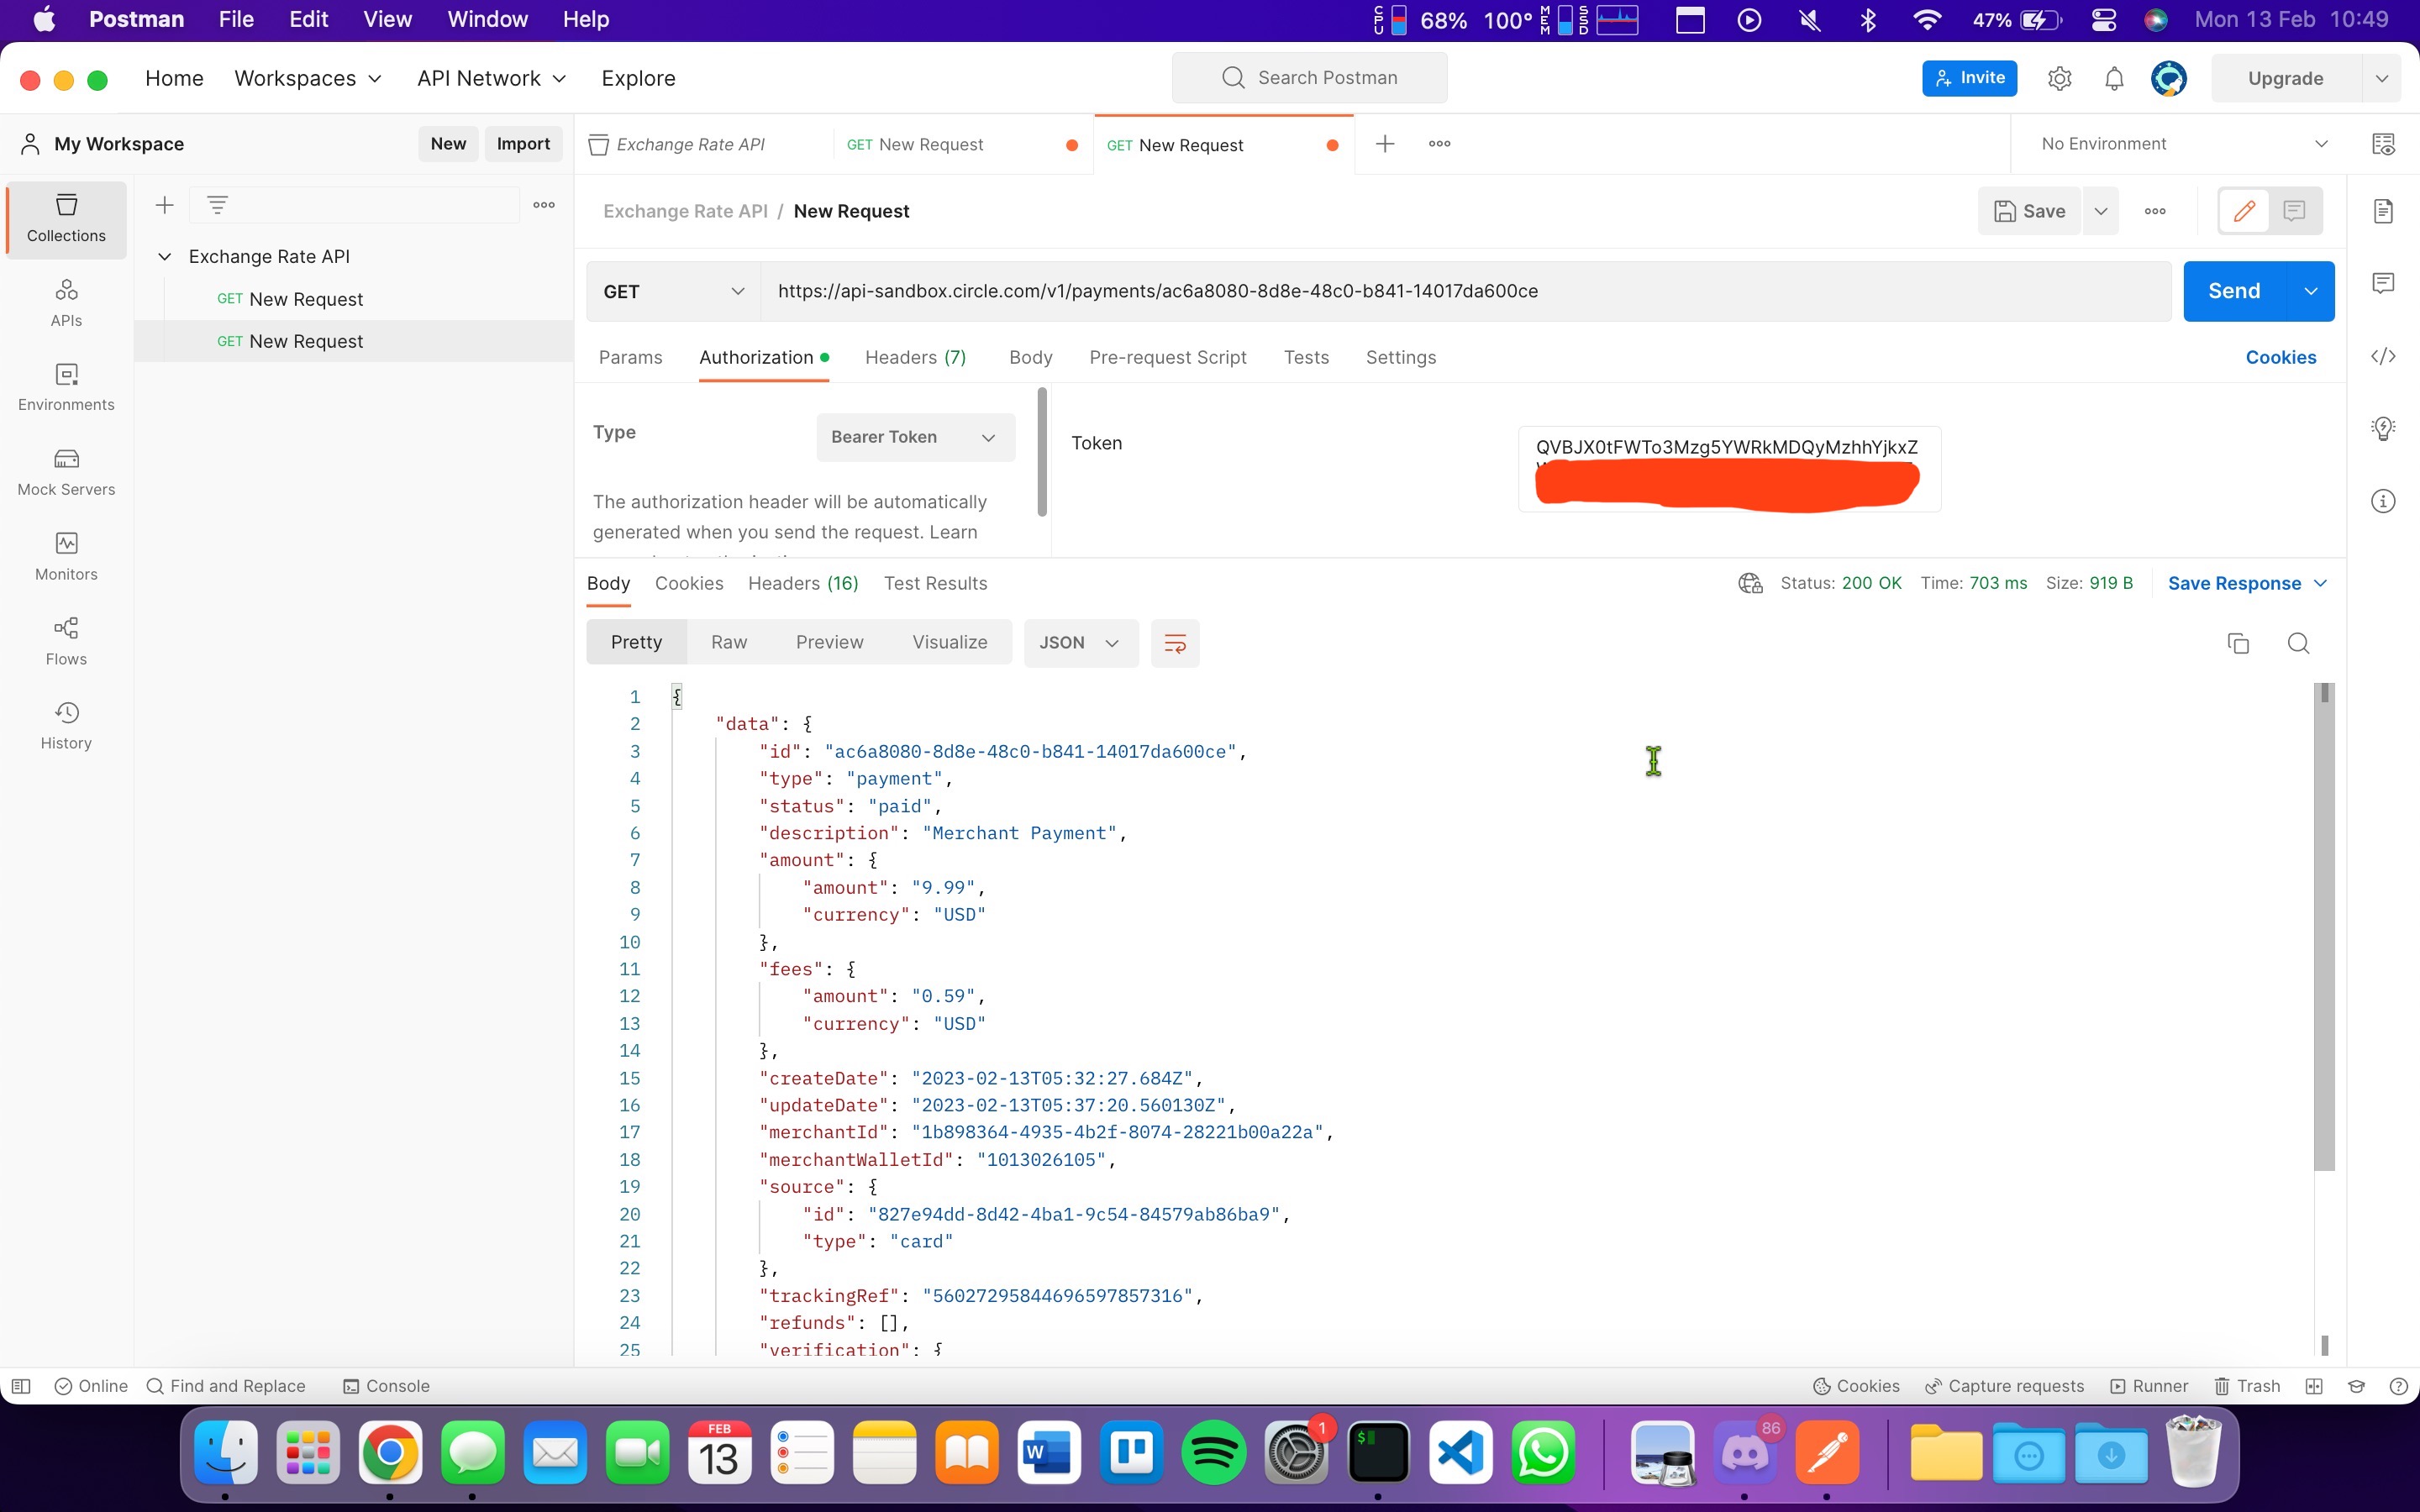 Postman File Edit View Window Help
CPU 68% 100° MEM SSD 47% Mon 13 Feb 10:49
Home Workspaces API Network Explore
Search Postman
Invite
Upgrade
My Workspace
New Import
Exchange Rate API
GET New Request
GET New Request
No Environment
Collections
APIs
Environments
Mock Servers
Monitors
Flows
History
Exchange Rate API
GET New Request
GET New Request
Exchange Rate API / New Request
Save
GET https://api-sandbox.circle.com/v1/payments/ac6a8080-8d8e-48c0-b841-14017da600ce
Send
Params Authorization Headers (7) Body Pre-request Script Tests Settings
Cookies
Type
Bearer Token
The authorization header will be automatically
generated when you send the request. Learn
Token
QVBJX0tFWTo3Mzg5YWRkMDQyMzhhYjkxZ
Body Cookies Headers (16) Test Results
Status: 200 OK Time: 703 ms Size: 919 B
Save Response
Pretty Raw Preview Visualize
JSON
1 {
2 "data": {
3 "id": "ac6a8080-8d8e-48c0-b841-14017da600ce",
4 "type": "payment",
5 "status": "paid",
6 "description": "Merchant Payment",
7 "amount": {
8 "amount": "9.99",
9 "currency": "USD"
10 },
11 "fees": {
12 "amount": "0.59",
13 "currency": "USD"
14 },
15 "createDate": "2023-02-13T05:32:27.684Z",
16 "updateDate": "2023-02-13T05:37:20.560130Z",
17 "merchantId": "1b898364-4935-4b2f-8074-28221b00a22a",
18 "merchantWalletId": "1013026105",
19 "source": {
20 "id": "827e94dd-8d42-4ba1-9c54-84579ab86ba9",
21 "type": "card"
22 },
23 "trackingRef": "56027295844696597857316",
24 "refunds": [],
25 "verification": {
Online Find and Replace Console
Cookies Capture requests Runner Trash
FEB
13
W
1
$
86